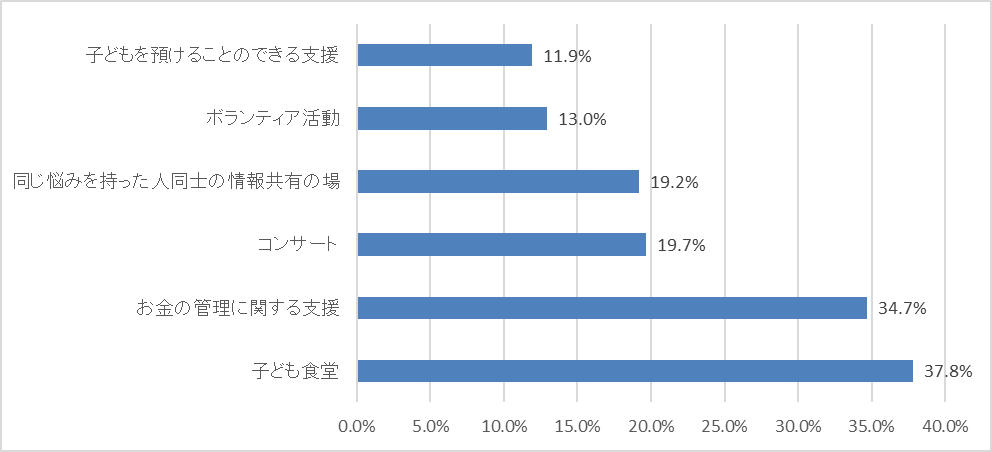 子どもを預けることのできる支援
11.9%
ボランティア活動
13.0%
同じ悩みを持った人同士の情報共有の場
19.2%
コンサート
19.7%
お金の管理に関する支援
34.7%
子ども食堂
37.8%
0.0% 5.0% 10.0% 15.0% 20.0% 25.0% 30.0% 35.0% 40.0%